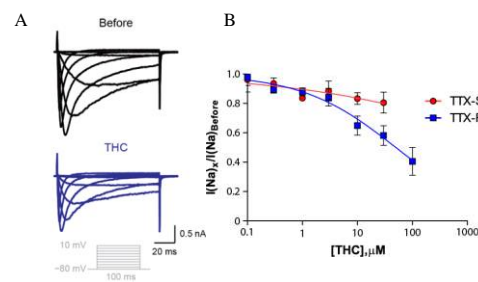 A
B
Before
THC
0.5 nA
20 ms
10 mV
−80 mV
100 ms
I(Na)x/I(Na)Before
1.0
0.8
0.6
0.4
0.2
0
0.1
1
10
100
1000
[THC],μM
TTX-S
TTX-